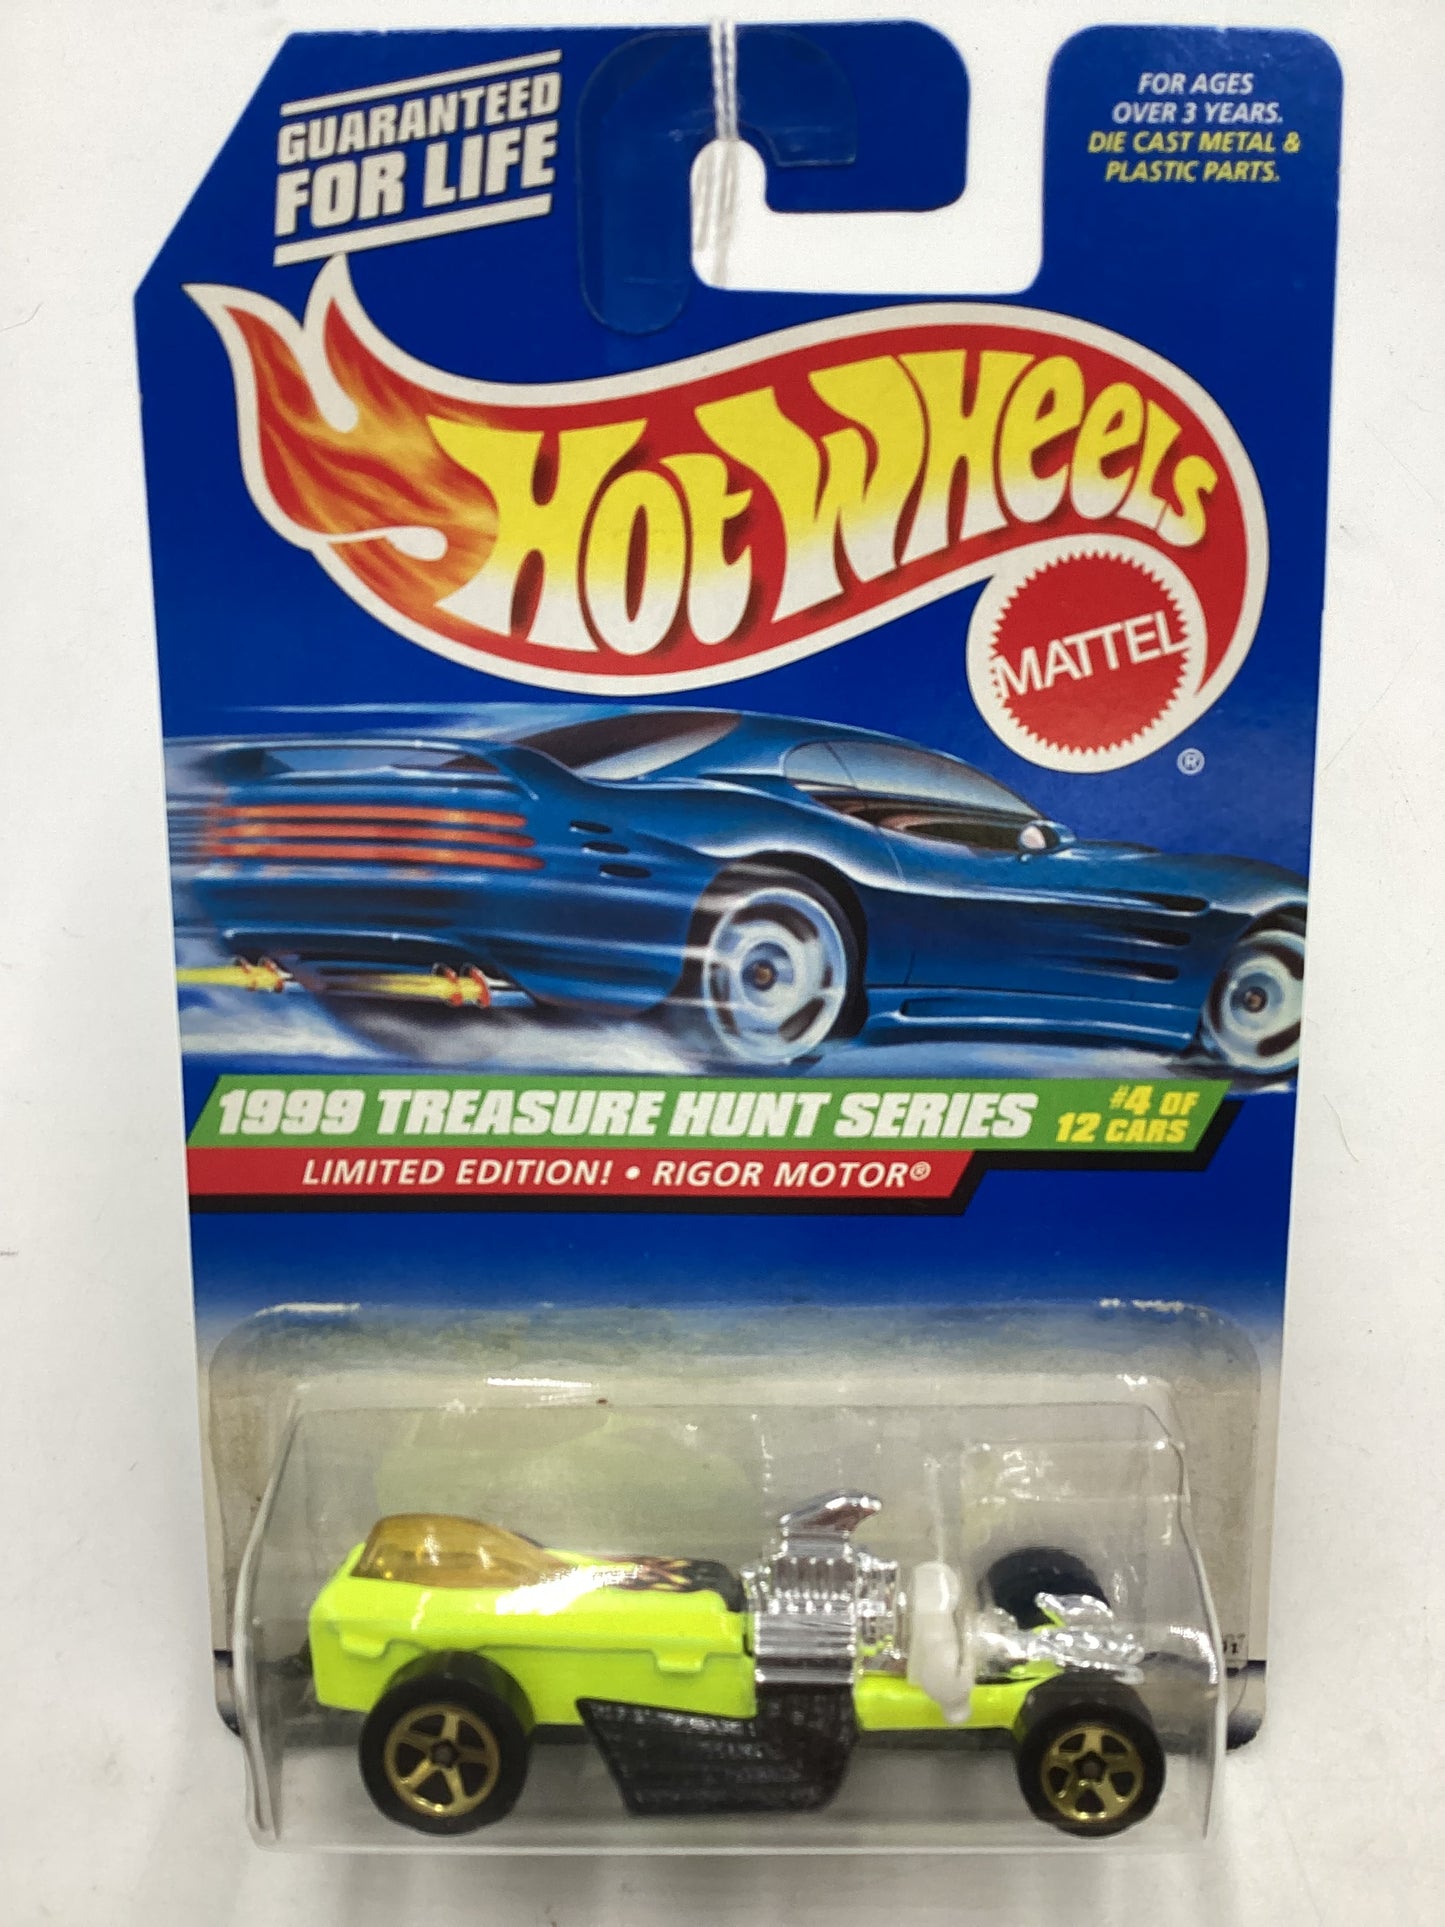 GUARANTEED
FOR LIFE
FOR AGES
OVER 3 YEARS.
DIE CAST METAL &
PLASTIC PARTS.
Hot Wheels
MATTEL
®
1999 TREASURE HUNT SERIES
#4 OF
12 CARS
LIMITED EDITION! • RIGOR MOTOR®